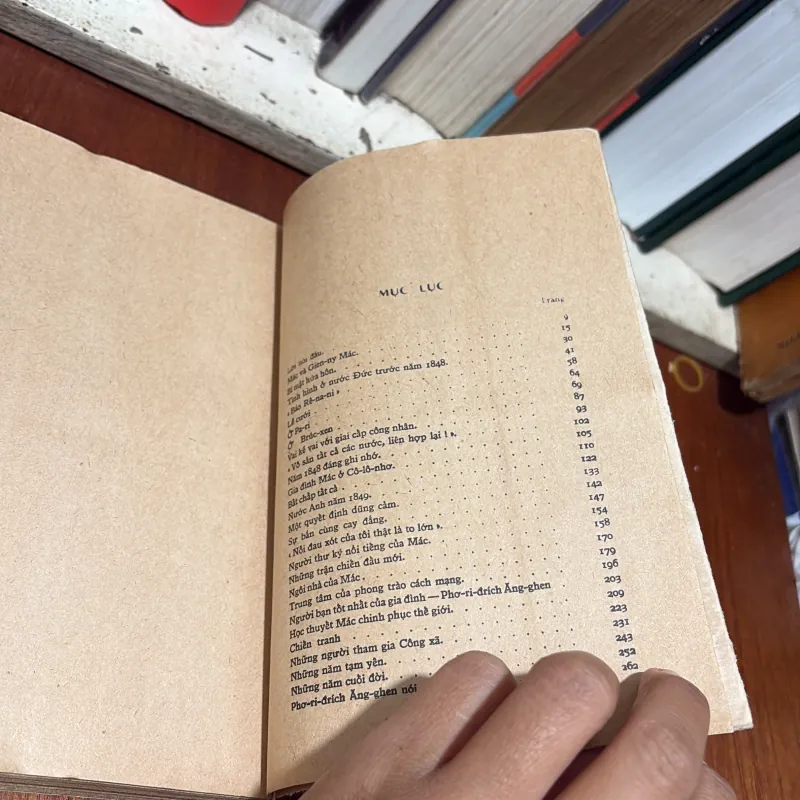 MỤC LỤC
Trang
Lời nói đầu. 9
Mác và Gien-ny Mác. 15
Bí mật hứa hôn. 30
Tình hình ở nước Đức trước năm 1848. 41
« Báo Rê-na-ni » 58
Lễ cưới 64
Ở Pa-ri 69
Ở Brúc-xen 87
Vai kề vai với giai cấp công nhân. 93
« Vô sản tất cả các nước, liên hợp lại ! ». 102
Năm 1848 đáng ghi nhớ. 105
Gia đình Mác ở Cô-lô-nhơ. 110
Bất chấp tất cả 122
Nước Anh năm 1849. 133
Một quyết định dũng cảm. 142
Sự bần cùng cay đắng. 147
« Nỗi đau xót của tôi thật là to lớn ». 154
Người thư ký nổi tiếng của Mác. 158
Những trận chiến đấu mới. 170
Ngôi nhà của Mác 179
Trung tâm của phong trào cách mạng. 196
Người bạn tốt nhất của gia đình — Phơ-ri-đrích Ăng-ghen 203
Học thuyết Mác chinh phục thế giới. 209
Chiến tranh 223
Những người tham gia Công xã. 231
Những năm tạm yên. 243
Những năm cuối đời. 252
Phơ-ri-đrích Ăng-ghen nói 262